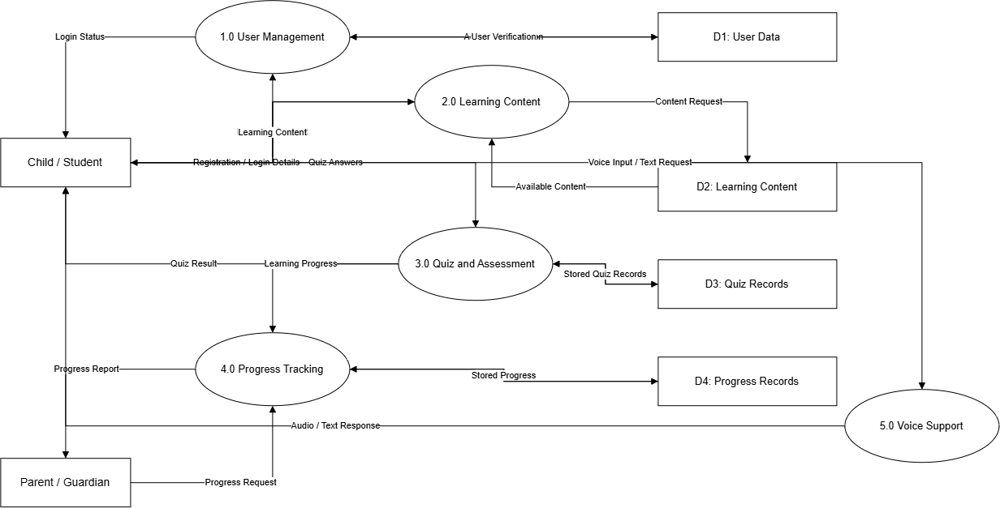 1.0 User Management
Login Status
User Verification
D1: User Data
2.0 Learning Content
Content Request
Learning Content
Child / Student
Registration / Login Details
Quiz Answers
Voice Input / Text Request
Available Content
D2: Learning Content
Quiz Result
Learning Progress
3.0 Quiz and Assessment
Stored Quiz Records
D3: Quiz Records
Progress Report
4.0 Progress Tracking
Stored Progress
D4: Progress Records
Audio / Text Response
5.0 Voice Support
Parent / Guardian
Progress Request